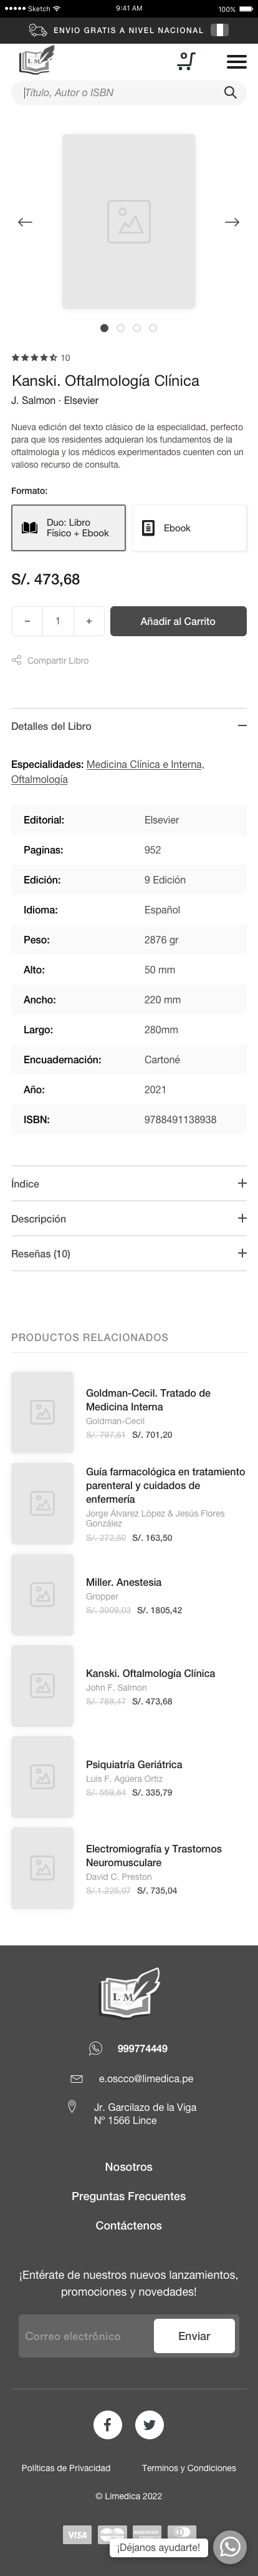 Sketch
9:41 AM
100%
ENVIO GRATIS A NIVEL NACIONAL
L M
Título, Autor o ISBN
10
Kanski. Oftalmología Clínica
J. Salmon · Elsevier
Nueva edición del texto clásico de la especialidad, perfecto
para que los residentes adquieran los fundamentos de la
oftalmologia y los médicos experimentados cuenten con un
valioso recurso de consulta.
Formato:
Duo: Libro
Físico + Ebook
Ebook
S/. 473,68
− 1 +
Añadir al Carrito
Compartir Libro
Detalles del Libro
Especialidades: Medicina Clínica e Interna,
Oftalmología
Editorial: Elsevier
Paginas: 952
Edición: 9 Edición
Idioma: Español
Peso: 2876 gr
Alto: 50 mm
Ancho: 220 mm
Largo: 280mm
Encuadernación: Cartoné
Año: 2021
ISBN: 9788491138938
Índice
Descripción
Reseñas (10)
PRODUCTOS RELACIONADOS
Goldman-Cecil. Tratado de
Medicina Interna
Goldman-Cecil
S/. 797,61 S/. 701,20
Guía farmacológica en tratamiento
parenteral y cuidados de
enfermería
Jorge Álvarez López & Jesús Flores
González
S/. 272,50 S/. 163,50
Miller. Anestesia
Gropper
S/. 3009,03 S/. 1805,42
Kanski. Oftalmología Clínica
John F. Salmon
S/. 789,47 S/. 473,68
Psiquiatría Geriátrica
Luis F. Agüera Ortiz
S/. 559,64 S/. 335,79
Electromiografía y Trastornos
Neuromusculare
David C. Preston
S/.1.225,07 S/. 735,04
L M
999774449
e.oscco@limedica.pe
Jr. Garcilazo de la Viga
Nº 1566 Lince
Nosotros
Preguntas Frecuentes
Contáctenos
¡Entérate de nuestros nuevos lanzamientos,
promociones y novedades!
Correo electrónico
Enviar
Políticas de Privacidad
Terminos y Condiciones
© Limedica 2022
VISA
¡Déjanos ayudarte!